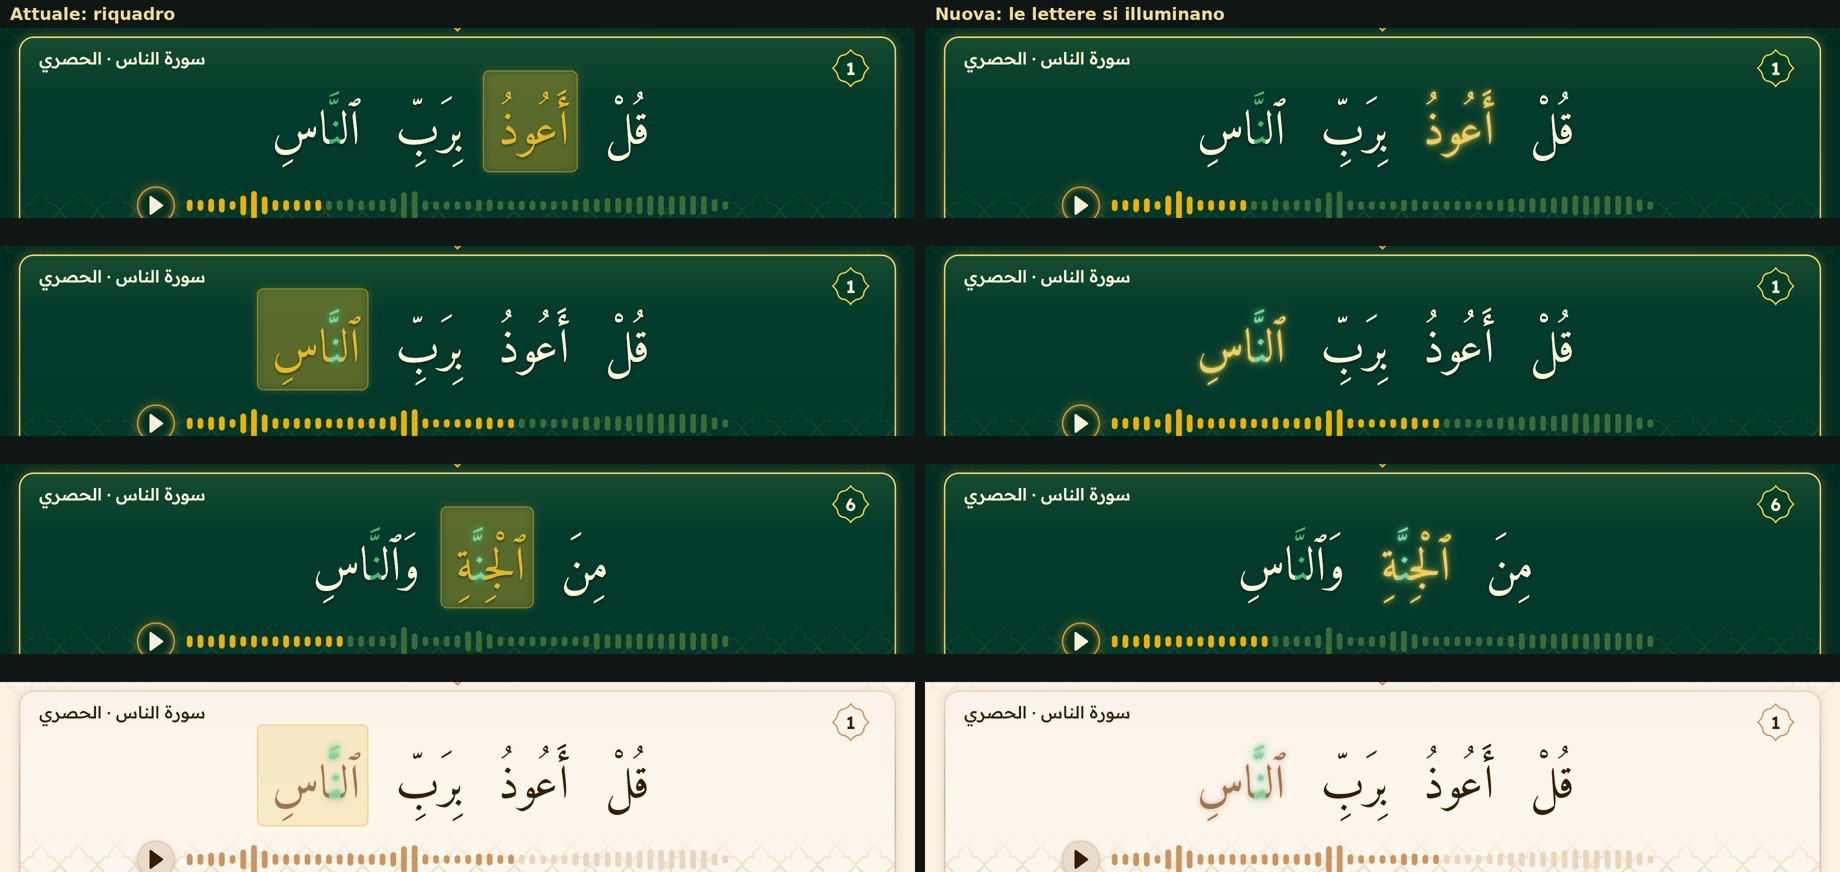 Attuale: riquadro
Nuova: le lettere si illuminano
سورة الناس · الحصري
1
قُلْ أَعُوذُ بِرَبِّ ٱلنَّاسِ
سورة الناس · الحصري
1
قُلْ أَعُوذُ بِرَبِّ ٱلنَّاسِ
سورة الناس · الحصري
1
قُلْ أَعُوذُ بِرَبِّ ٱلنَّاسِ
سورة الناس · الحصري
1
قُلْ أَعُوذُ بِرَبِّ ٱلنَّاسِ
سورة الناس · الحصري
6
مِنَ ٱلْجِنَّةِ وَٱلنَّاسِ
سورة الناس · الحصري
6
مِنَ ٱلْجِنَّةِ وَٱلنَّاسِ
سورة الناس · الحصري
1
قُلْ أَعُوذُ بِرَبِّ ٱلنَّاسِ
سورة الناس · الحصري
1
قُلْ أَعُوذُ بِرَبِّ ٱلنَّاسِ